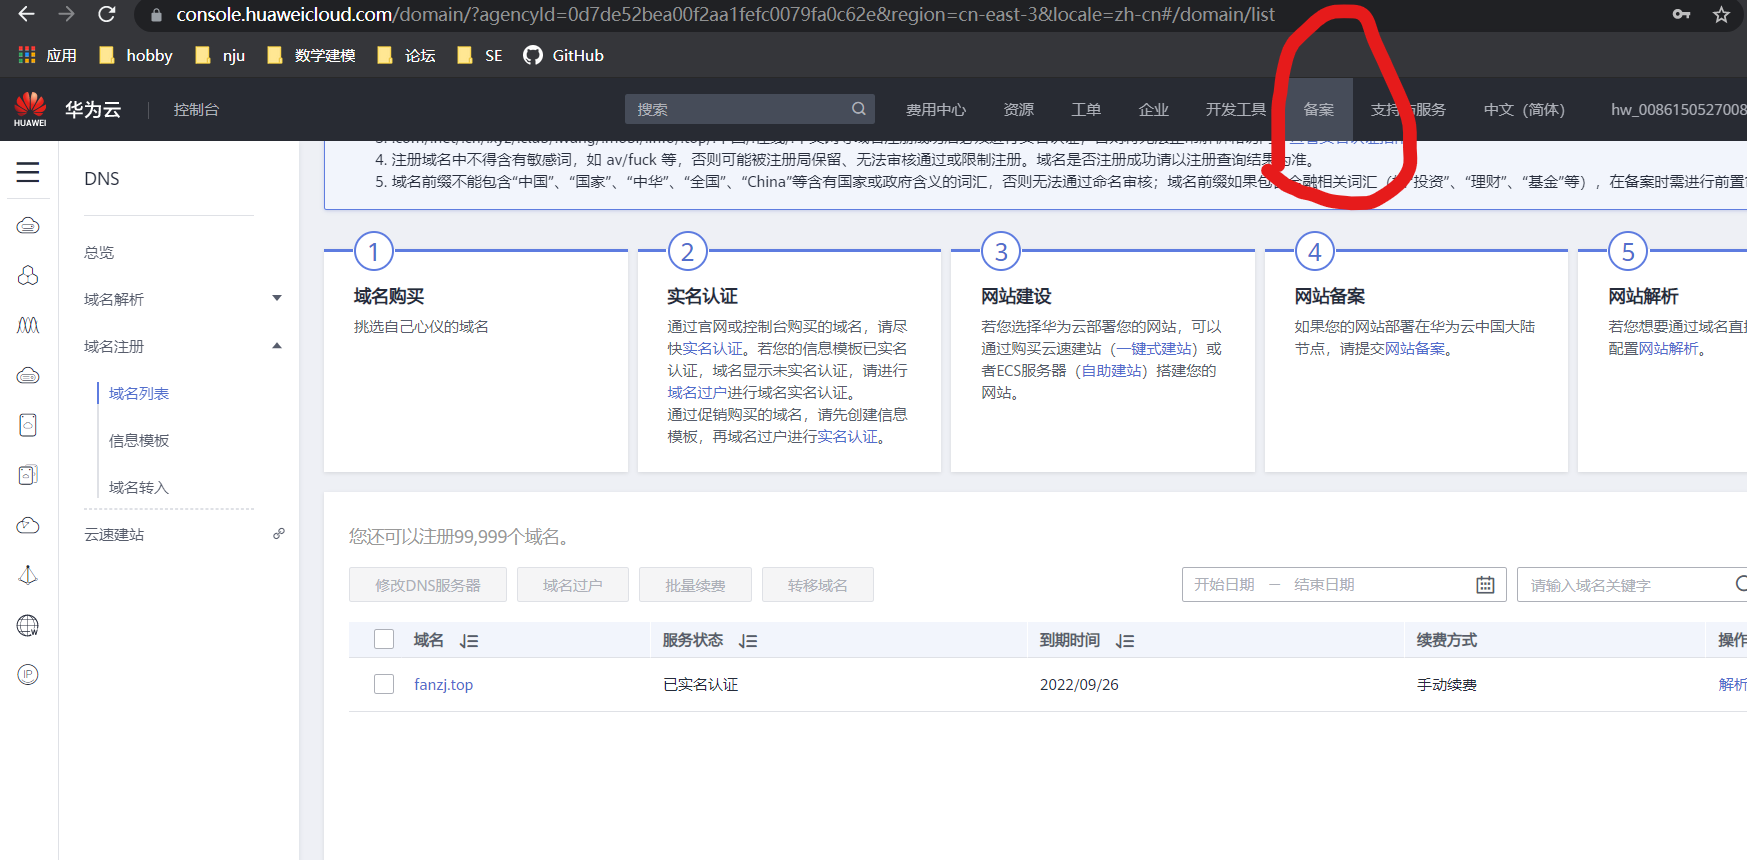 console.huaweicloud.com/domain/?agencyId=0d7de52bea00f2aa1fefc0079fa0c62e&region=cn-east-3&locale=zh-cn#/domain/list
应用 hobby nju 数学建模 论坛 SE GitHub
HUAWEI 华为云 控制台 搜索 费用中心 资源 工单 企业 开发工具 备案 支持与服务 中文（简体） hw_0086150527008
4. 注册域名中不得含有敏感词，如 av/fuck 等，否则可能被注册局保留、无法审核通过或限制注册。域名是否注册成功请以注册查询结果为准。
5. 域名前缀不能包含“中国”、“国家”、“中华”、“全国”、“China”等含有国家或政府含义的词汇，否则无法通过命名审核；域名前缀如果包含金融相关词汇（如“投资”、“理财”、“基金”等），在备案时需进行前置
DNS
总览
域名解析
域名注册
域名列表
信息模板
域名转入
云速建站
1
域名购买
挑选自己心仪的域名
2
实名认证
通过官网或控制台购买的域名，请尽
快实名认证。若您的信息模板已实名
认证，域名显示未实名认证，请进行
域名过户进行域名实名认证。
通过促销购买的域名，请先创建信息
模板，再域名过户进行实名认证。
3
网站建设
若您选择华为云部署您的网站，可以
通过购买云速建站（一键式建站）或
者ECS服务器（自助建站）搭建您的
网站。
4
网站备案
如果您的网站部署在华为云中国大陆
节点，请提交网站备案。
5
网站解析
若您想要通过域名直
配置网站解析。
您还可以注册99,999个域名。
修改DNS服务器 域名过户 批量续费 转移域名 开始日期 — 结束日期 请输入域名关键字
域名 服务状态 到期时间 续费方式 操作
fanzj.top 已实名认证 2022/09/26 手动续费 解析
IP